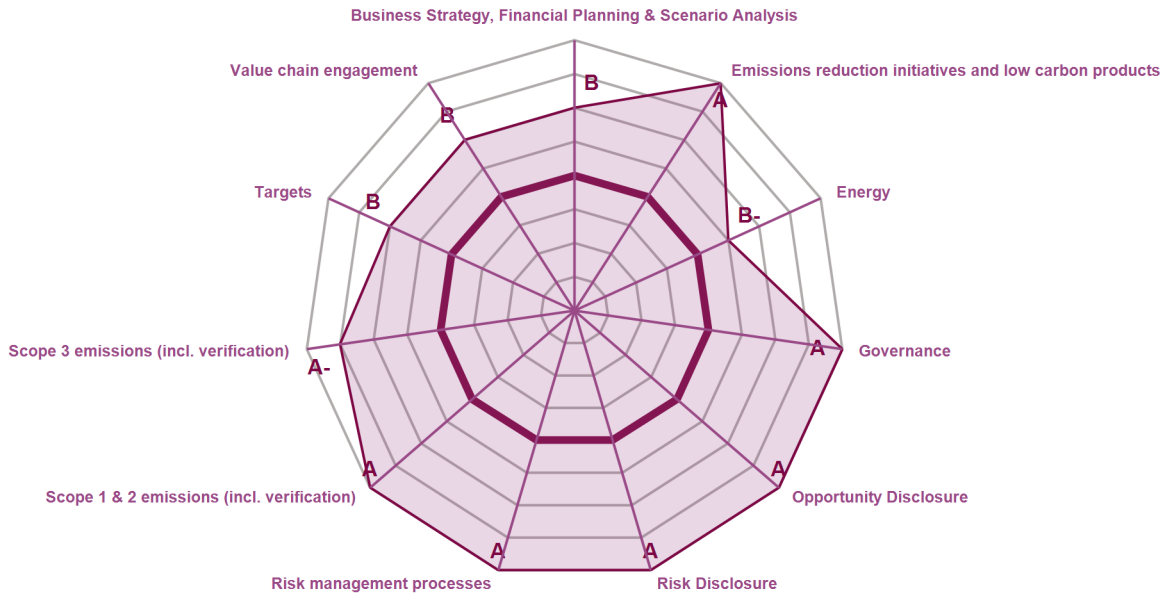 Business Strategy, Financial Planning & Scenario Analysis
Value chain engagement
Emissions reduction initiatives and low carbon products
B
A
B
Targets
B
Energy
B-
Scope 3 emissions (incl. verification)
A-
A
Governance
Scope 1 & 2 emissions (incl. verification)
A
A
Opportunity Disclosure
A
A
Risk management processes
Risk Disclosure